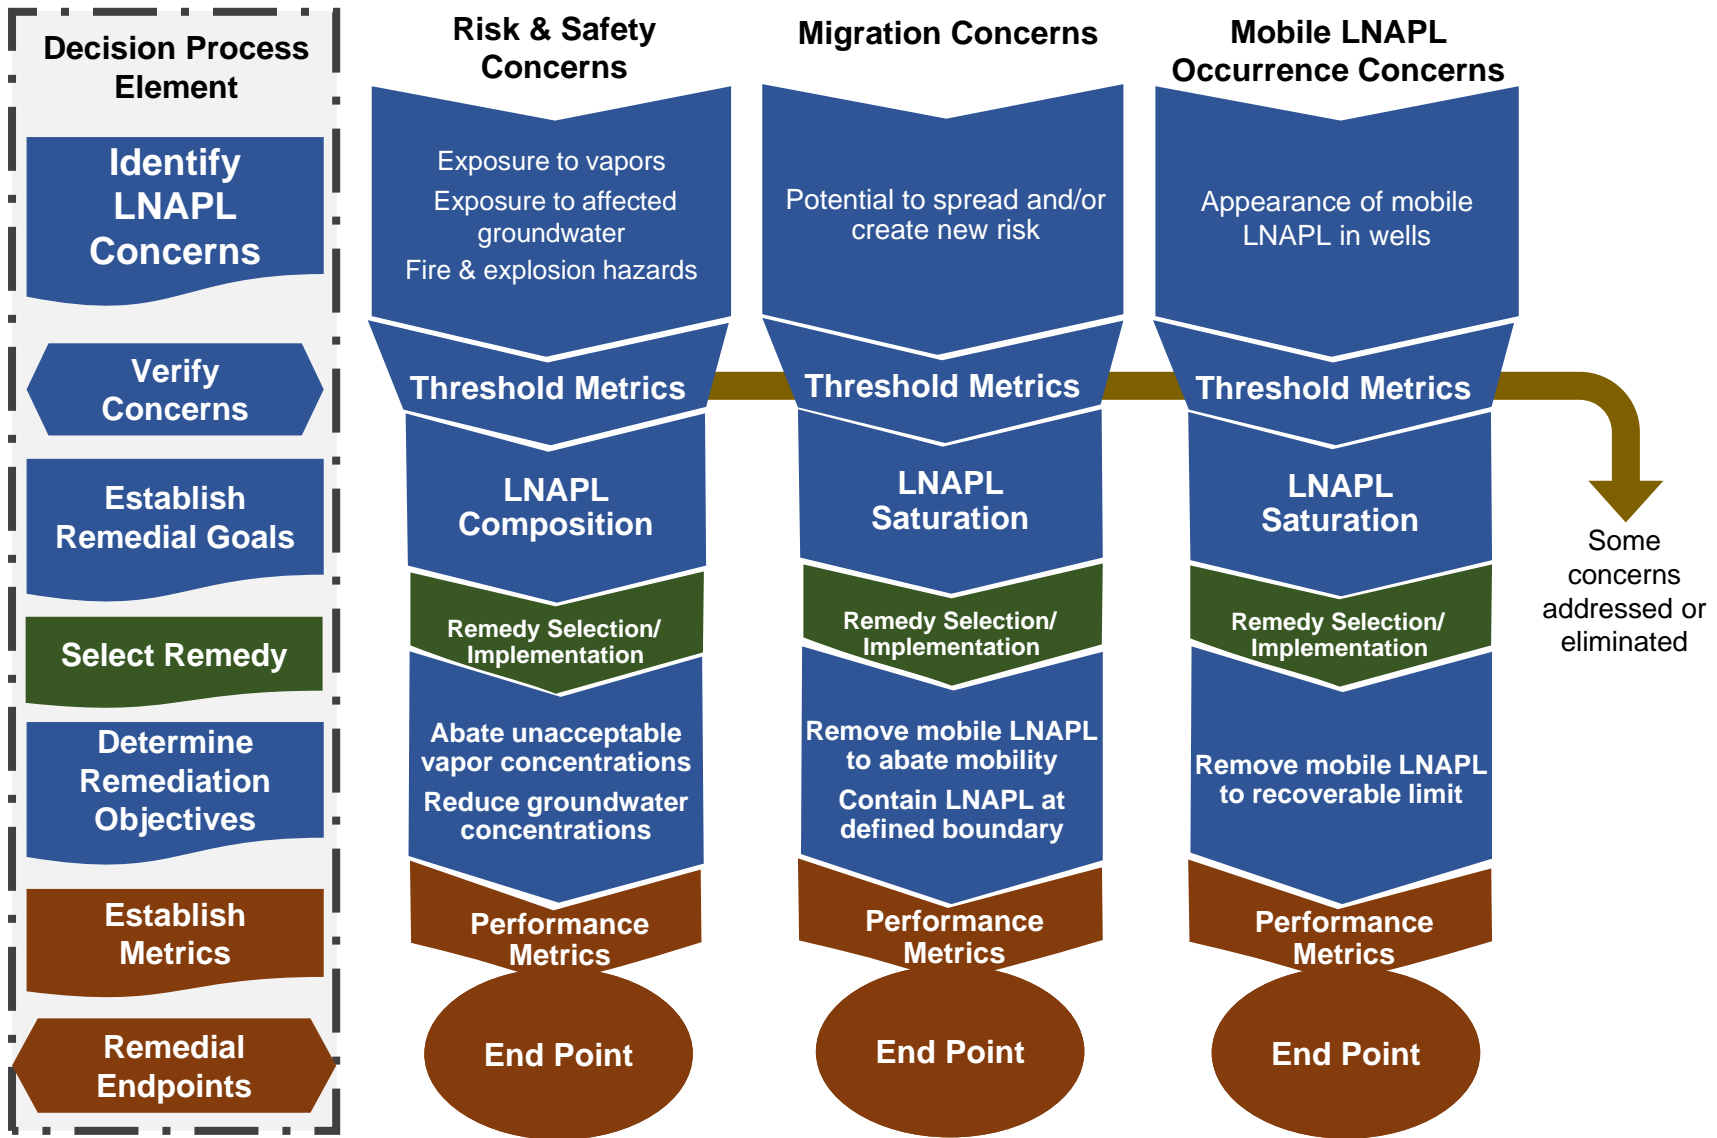 Decision Process
Element
Identify
LNAPL
Concerns
Verify
Concerns
Establish
Remedial Goals
Select Remedy
Determine
Remediation
Objectives
Establish
Metrics
Remedial
Endpoints
Risk & Safety
Concerns
Exposure to vapors
Exposure to affected
groundwater
Fire & explosion hazards
Threshold Metrics
LNAPL
Composition
Remedy Selection/
Implementation
Abate unacceptable
vapor concentrations
Reduce groundwater
concentrations
Performance
Metrics
End Point
Migration Concerns
Potential to spread and/or
create new risk
Threshold Metrics
LNAPL
Saturation
Remedy Selection/
Implementation
Remove mobile LNAPL
to abate mobility
Contain LNAPL at
defined boundary
Performance
Metrics
End Point
Mobile LNAPL
Occurrence Concerns
Appearance of mobile
LNAPL in wells
Threshold Metrics
LNAPL
Saturation
Remedy Selection/
Implementation
Remove mobile LNAPL
to recoverable limit
Performance
Metrics
End Point
Some
concerns
addressed or
eliminated